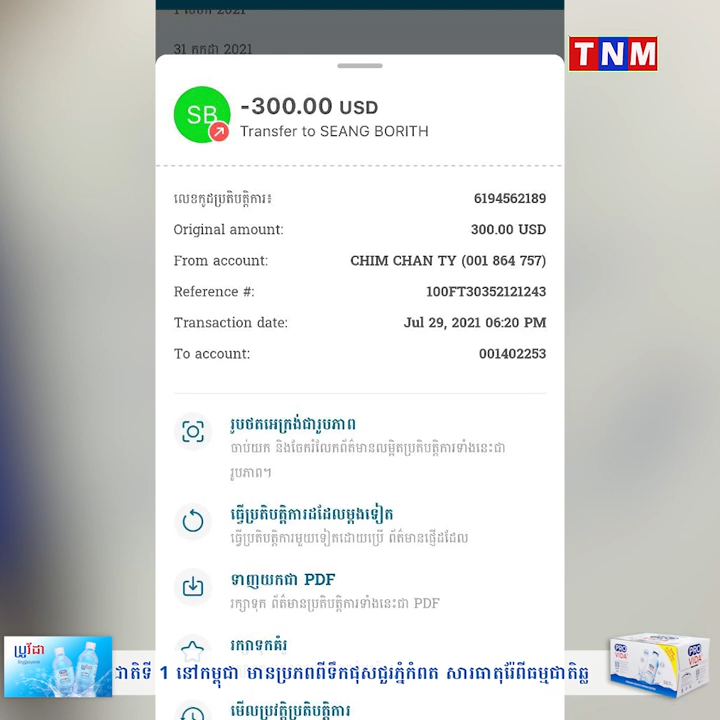 31 កក្កដា 2021
TNM
SB
-300.00 USD
Transfer to SEANG BORITH
លេខកូដប្រតិបត្តិការ៖ 6194562189
Original amount: 300.00 USD
From account: CHIM CHAN TY (001 864 757)
Reference #: 100FT30352121243
Transaction date: Jul 29, 2021 06:20 PM
To account: 001402253
រូបថតអេក្រង់ជារូបភាព
ចាប់យក និងចែករំលែកព័ត៌មានលម្អិតប្រតិបត្តិការទាំងនេះជា
រូបភាព។
ធ្វើប្រតិបត្តិការដដែលម្តងទៀត
ធ្វើប្រតិបត្តិការមួយទៀតដោយប្រើ ព័ត៌មានផ្ញើដដែល
ទាញយកជា PDF
រក្សាទុក ព័ត៌មានប្រតិបត្តិការទាំងនេះជា PDF
រក្សាទុកគំរូ
ប្រូវីដា
ជាតិទី 1 នៅកម្ពុជា មានប្រភពពីទឹកផុសជួរភ្នំកំពត សារធាតុរ៉ែពីធម្មជាតិឆ្ល
PRO
VIDA
មើលប្រវត្តិប្រតិបត្តិការ